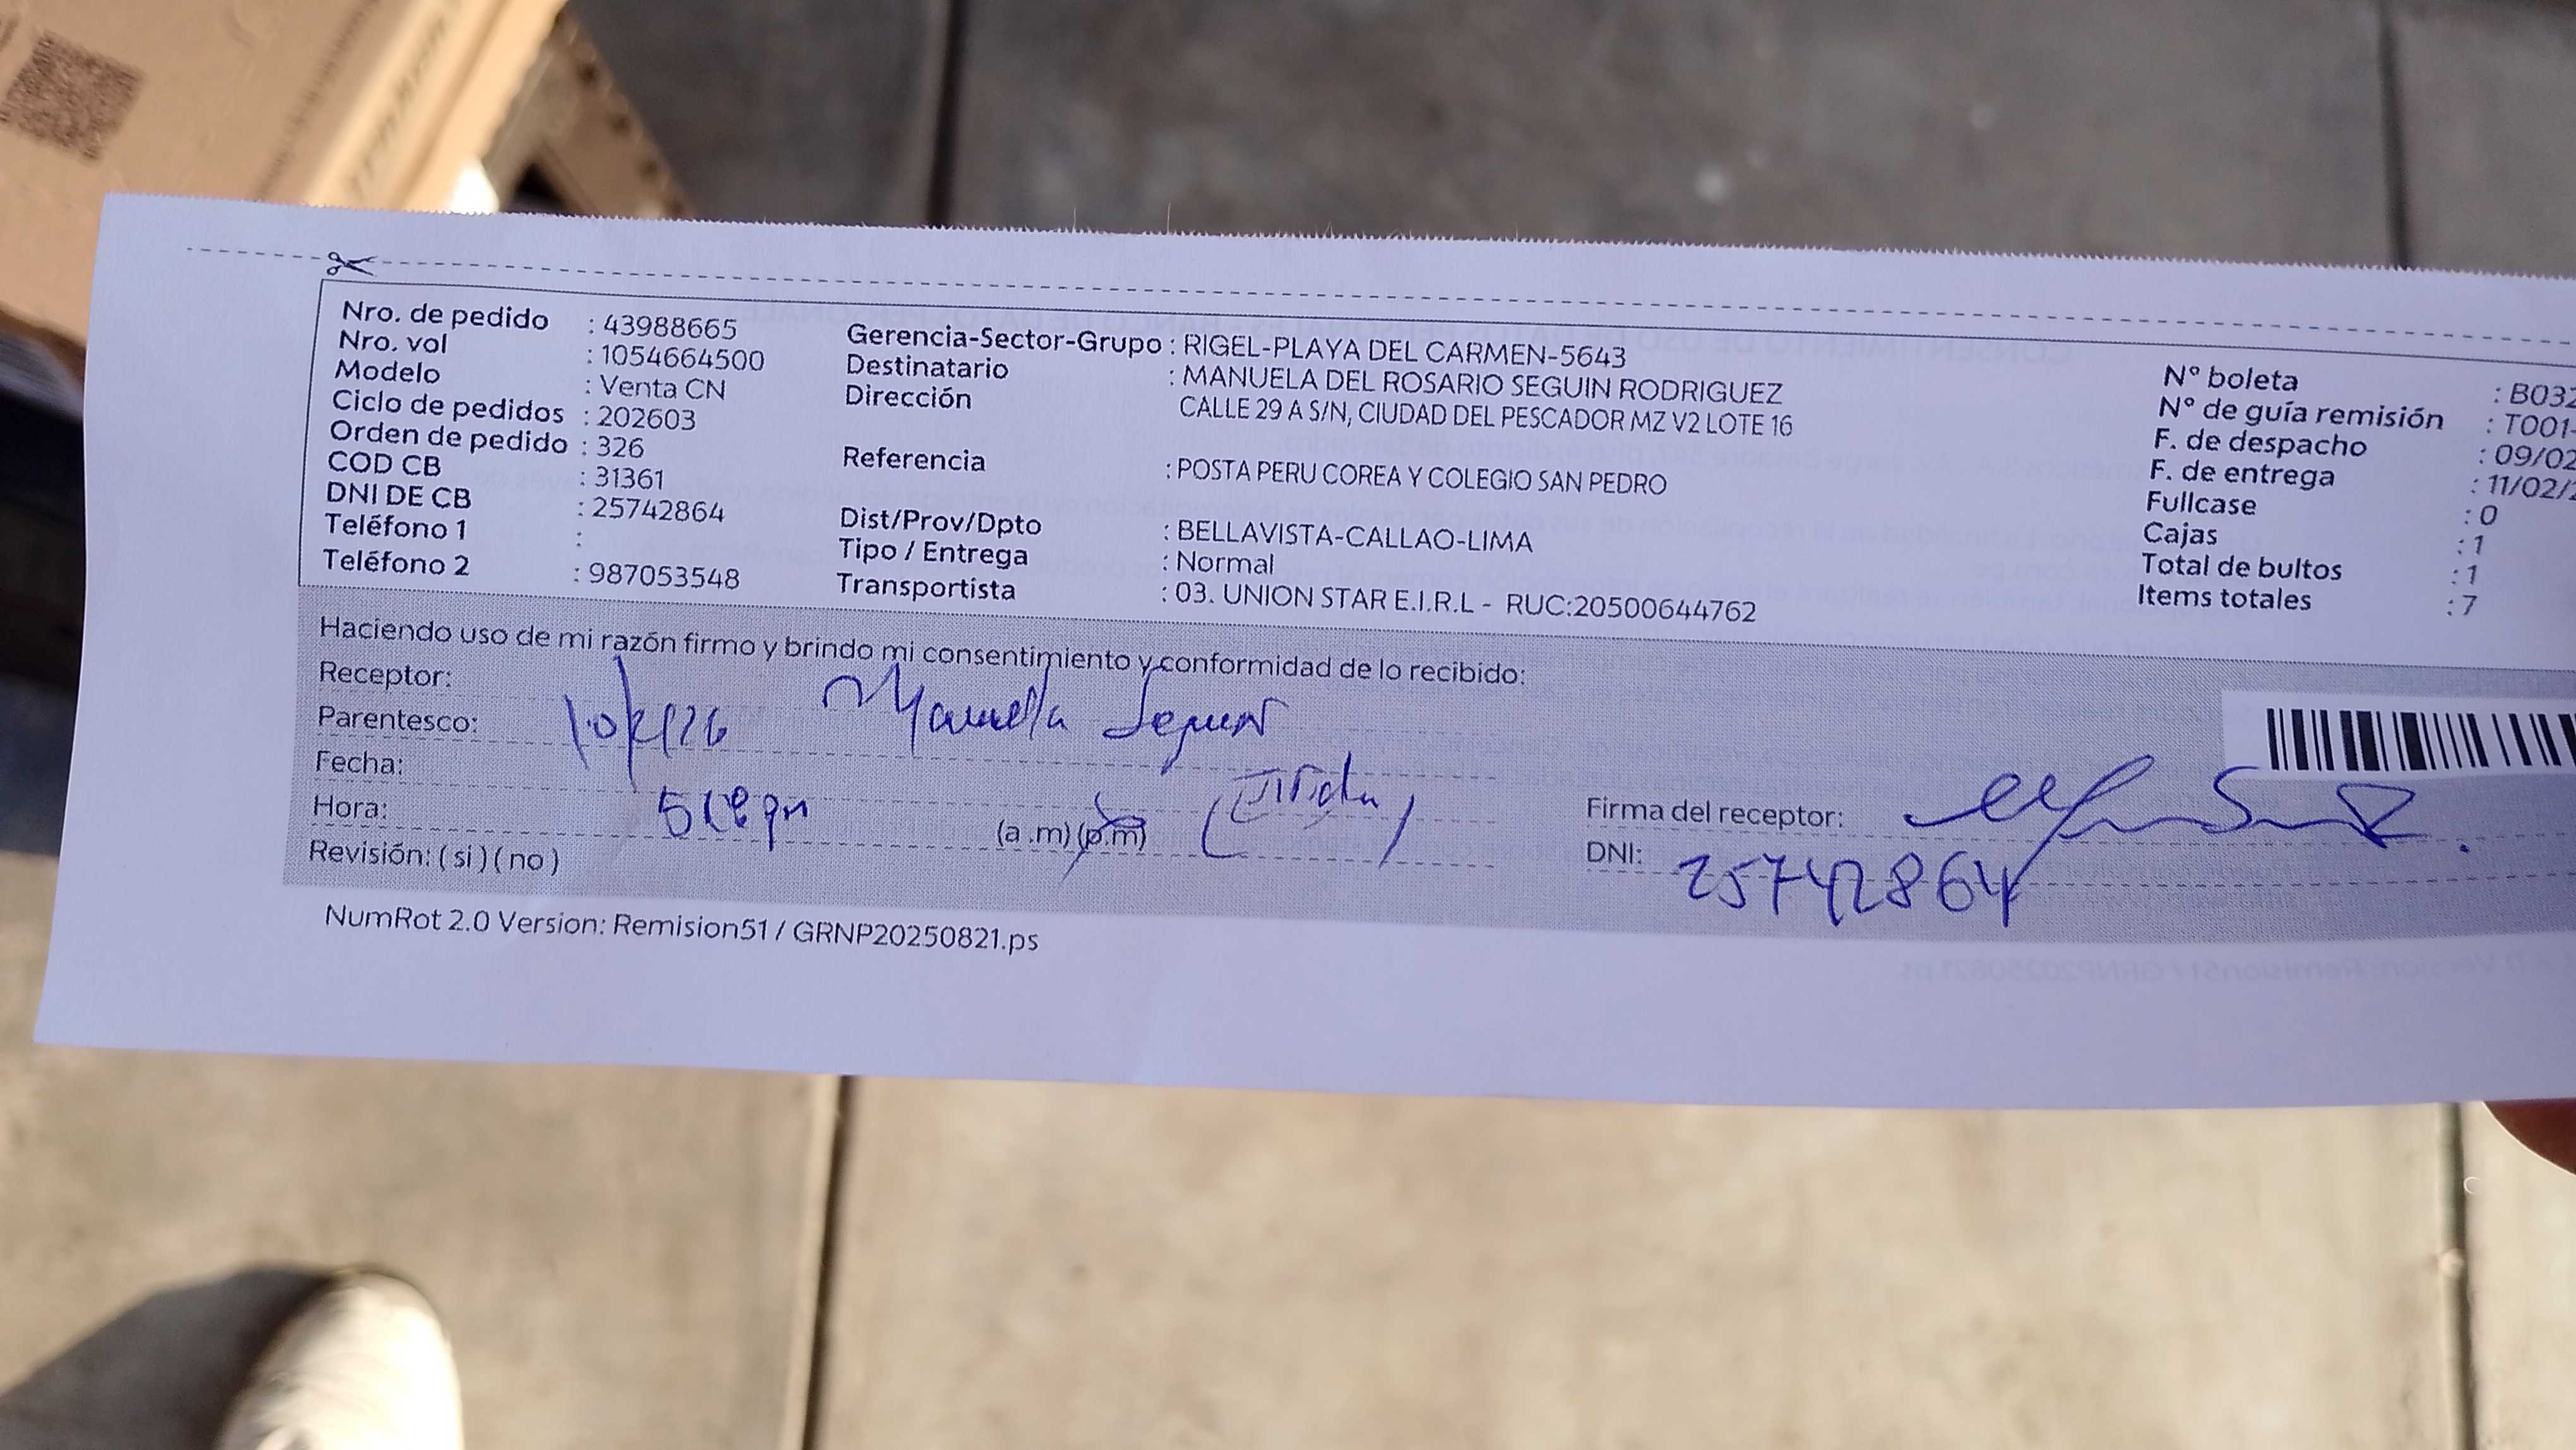 Nro. de pedido : 43988665
Nro. vol : 1054664500
Modelo : Venta CN
Ciclo de pedidos : 202603
Orden de pedido : 326
COD CB : 31361
DNI DE CB : 25742864
Teléfono 1 :
Teléfono 2 : 987053548
Gerencia-Sector-Grupo : RIGEL-PLAYA DEL CARMEN-5643
Destinatario : MANUELA DEL ROSARIO SEGUIN RODRIGUEZ
Dirección CALLE 29 A S/N, CIUDAD DEL PESCADOR MZ V2 LOTE 16
Referencia : POSTA PERU COREA Y COLEGIO SAN PEDRO
Dist/Prov/Dpto : BELLAVISTA-CALLAO-LIMA
Tipo / Entrega : Normal
Transportista : 03. UNION STAR E.I.R.L - RUC:20500644762
N° boleta : B032
N° de guía remisión : T001-
F. de despacho : 09/02
F. de entrega : 11/02/2
Fullcase : 0
Cajas : 1
Total de bultos : 1
Items totales : 7
Haciendo uso de mi razón firmo y brindo mi consentimiento y conformidad de lo recibido:
Receptor: Manuela Seguin
Parentesco: 10/2/26
Fecha:
Hora: (a .m) (p.m)
Revisión: ( si ) ( no )
Firma del receptor:
DNI: 25742864
NumRot 2.0 Version: Remision51 / GRNP20250821.ps